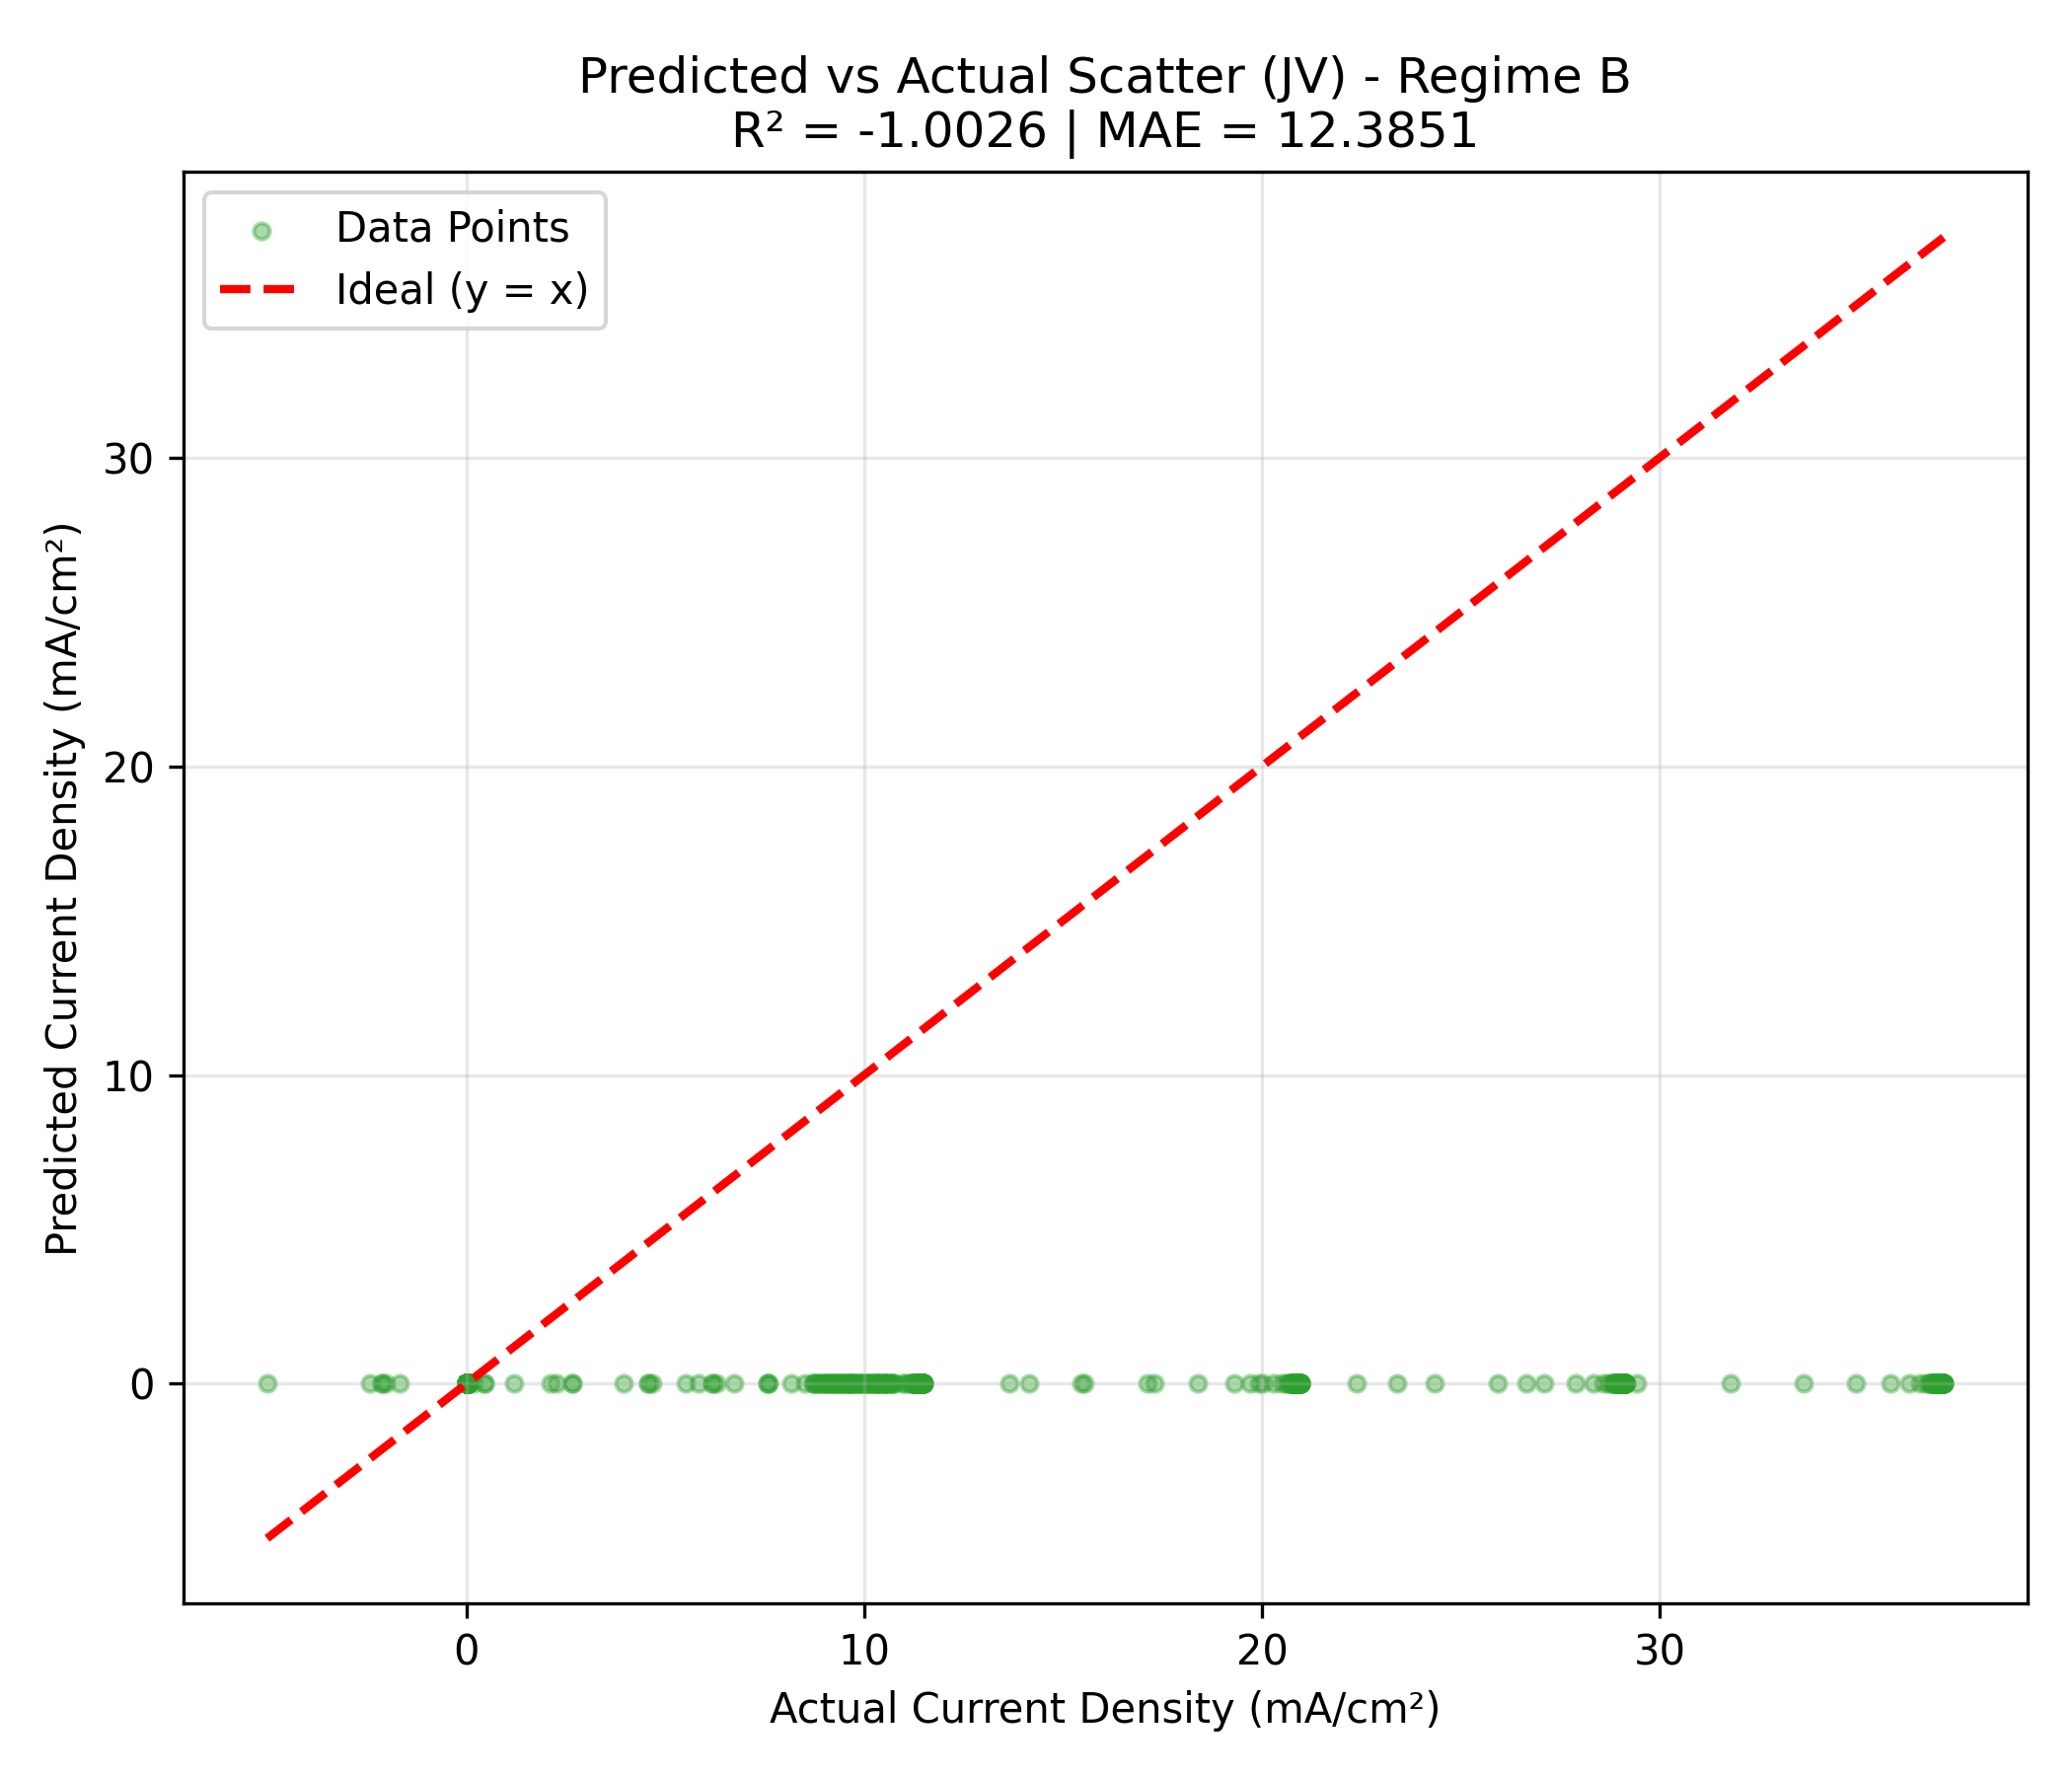 Predicted vs Actual Scatter (JV) - Regime B
R² = -1.0026 | MAE = 12.3851
Data Points
Ideal (y = x)
Predicted Current Density (mA/cm²)
30
20
10
0
0
10
20
30
Actual Current Density (mA/cm²)